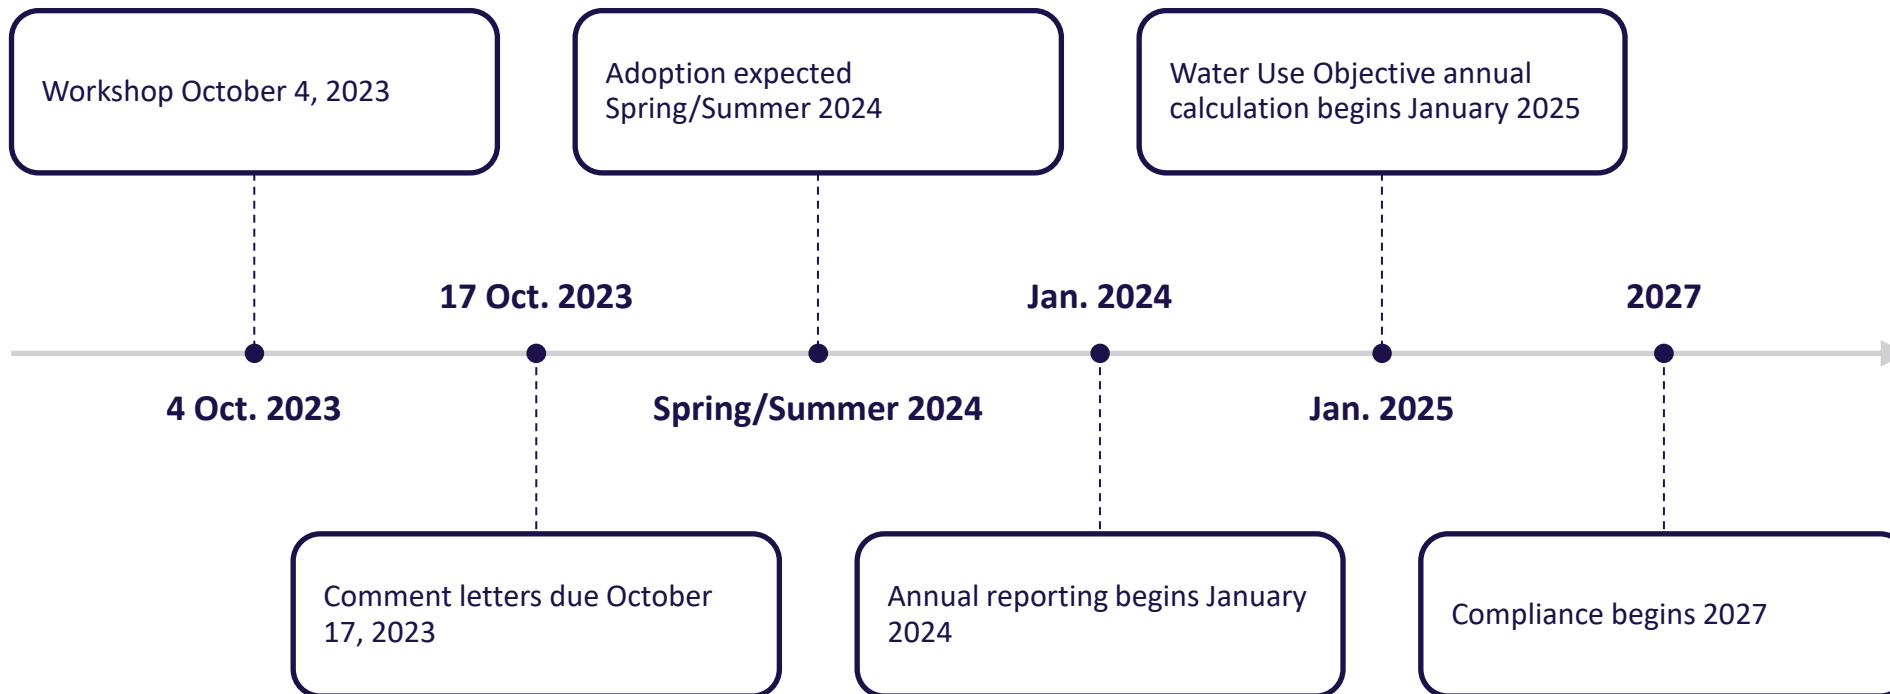 Workshop October 4, 2023
Adoption expected
Spring/Summer 2024
Water Use Objective annual
calculation begins January 2025
17 Oct. 2023
Jan. 2024
2027
4 Oct. 2023
Spring/Summer 2024
Jan. 2025
Comment letters due October
17, 2023
Annual reporting begins January
2024
Compliance begins 2027